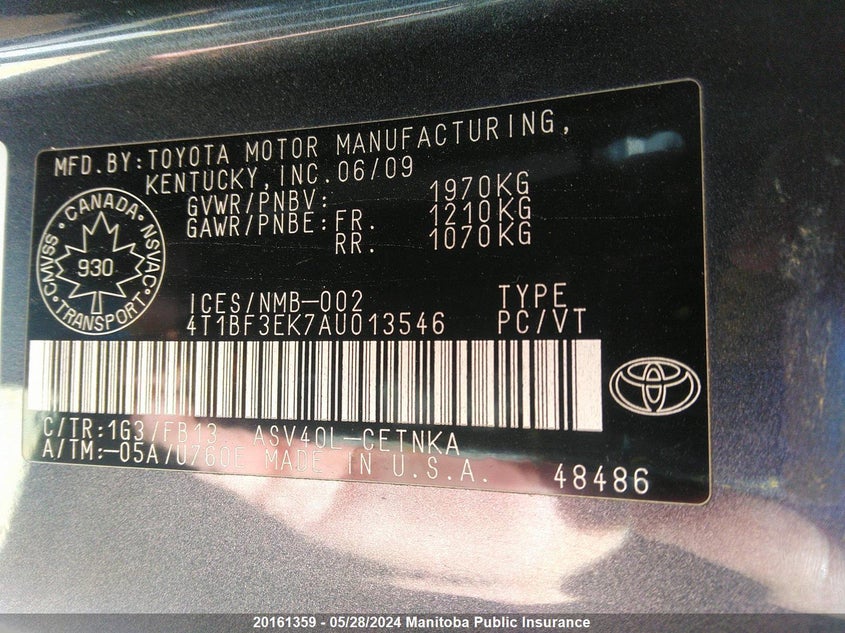 MFD.BY:TOYOTA MOTOR MANUFACTURING,
KENTUCKY,INC.06/09
GVWR/PNBV: 1970KG
GAWR/PNBE:FR. 1210KG
RR. 1070KG
CANADA · NSVAC · TRANSPORT · CMVSS ·
930
ICES/NMB-002 TYPE
4T1BF3EK7AU013546 PC/VT
C/TR:1G3/FB13 ASV40L-CETNKA
A/TM:-05A/U760E MADE IN U.S.A. 48486
20161359 - 05/28/2024 Manitoba Public Insurance